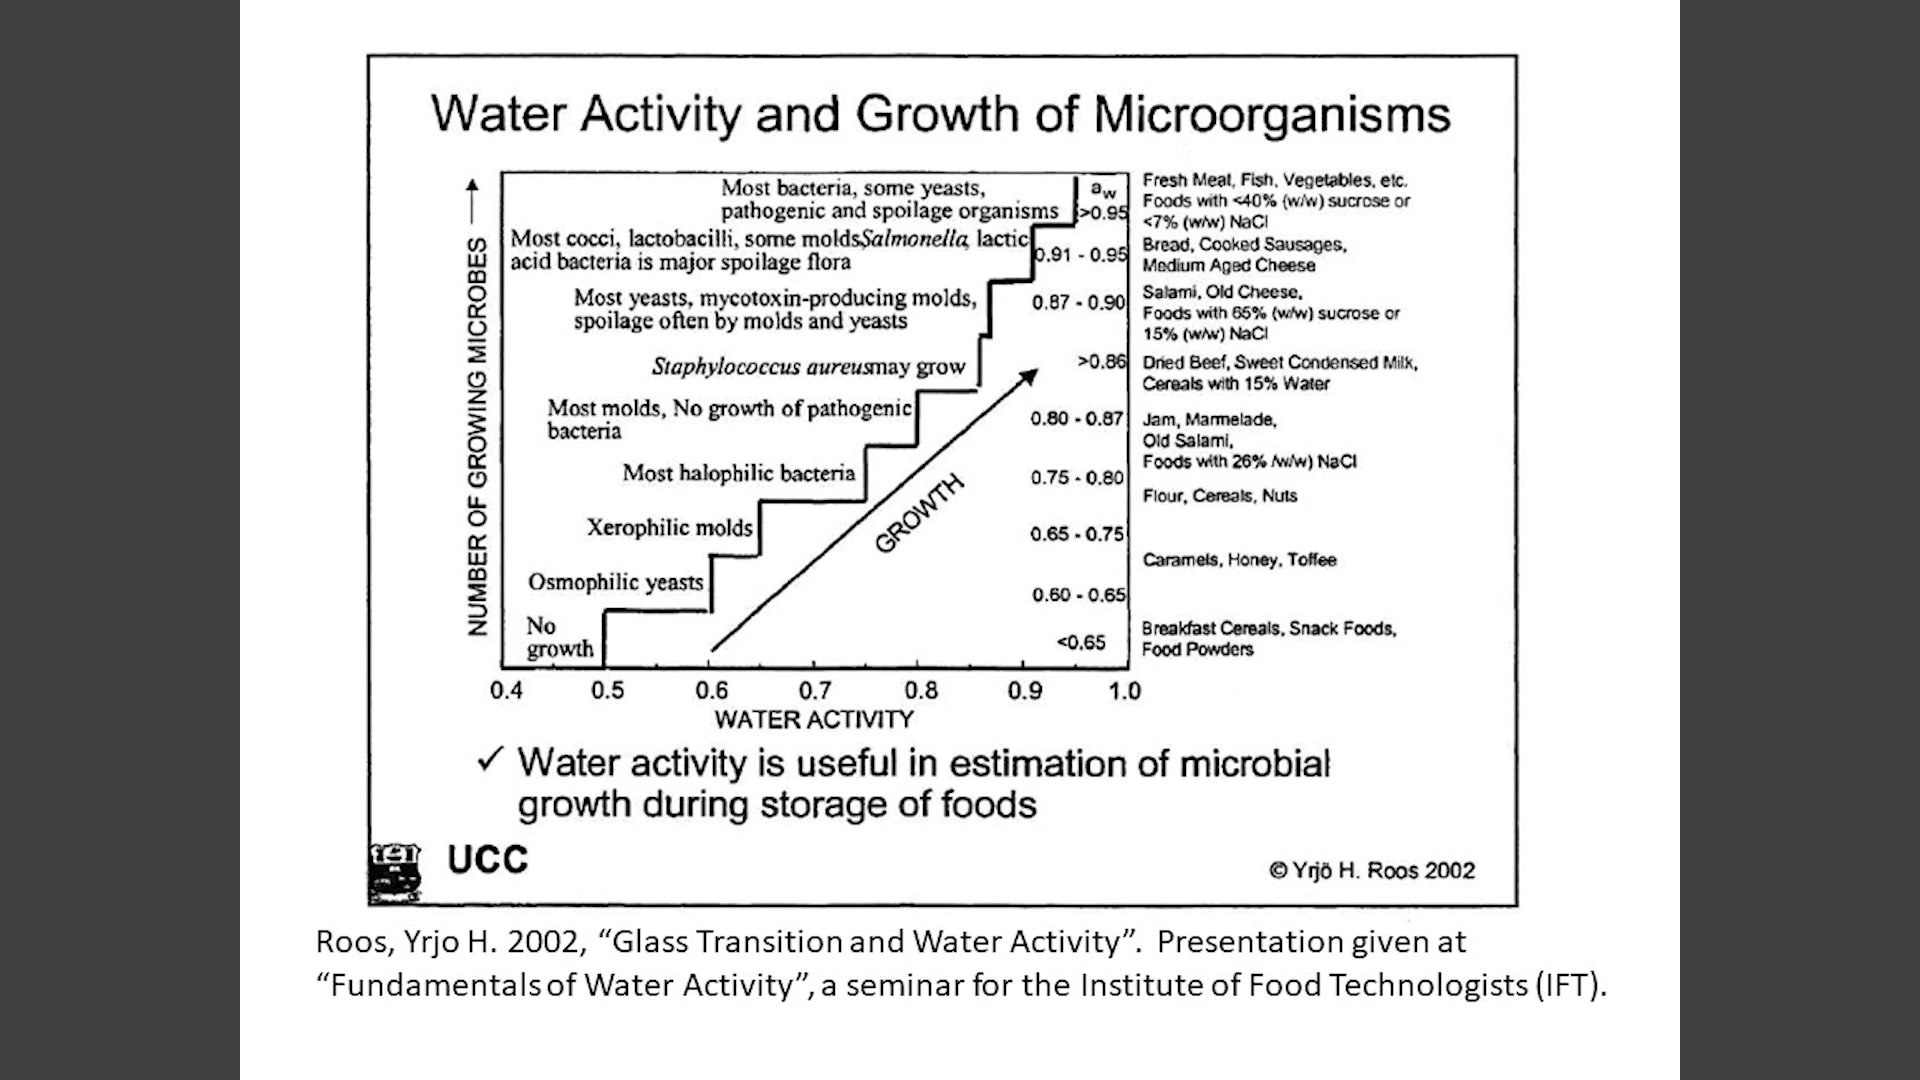 Water Activity and Growth of Microorganisms
NUMBER OF GROWING MICROBES
Most bacteria, some yeasts,
pathogenic and spoilage organisms
Most cocci, lactobacilli, some molds Salmonella, lactic
acid bacteria is major spoilage flora
Most yeasts, mycotoxin-producing molds,
spoilage often by molds and yeasts
Staphylococcus aureus may grow
Most molds, No growth of pathogenic
bacteria
Most halophilic bacteria
Xerophilic molds
Osmophilic yeasts
No
growth
GROWTH
aw
>0.95
0.91 - 0.95
0.87 - 0.90
>0.86
0.80 - 0.87
0.75 - 0.80
0.65 - 0.75
0.60 - 0.65
<0.65
Fresh Meat, Fish, Vegetables, etc.
Foods with <40% (w/w) sucrose or
<7% (w/w) NaCl
Bread, Cooked Sausages,
Medium Aged Cheese
Salami, Old Cheese,
Foods with 65% (w/w) sucrose or
15% (w/w) NaCl
Dried Beef, Sweet Condensed Milk,
Cereals with 15% Water
Jam, Marmelade,
Old Salami,
Foods with 26% /w/w) NaCl
Flour, Cereals, Nuts
Caramels, Honey, Toffee
Breakfast Cereals, Snack Foods,
Food Powders
0.4 0.5 0.6 0.7 0.8 0.9 1.0
WATER ACTIVITY
✓ Water activity is useful in estimation of microbial
growth during storage of foods
UCC
© Yrjö H. Roos 2002
Roos, Yrjo H. 2002, “Glass Transition and Water Activity”. Presentation given at
“Fundamentals of Water Activity”, a seminar for the Institute of Food Technologists (IFT).